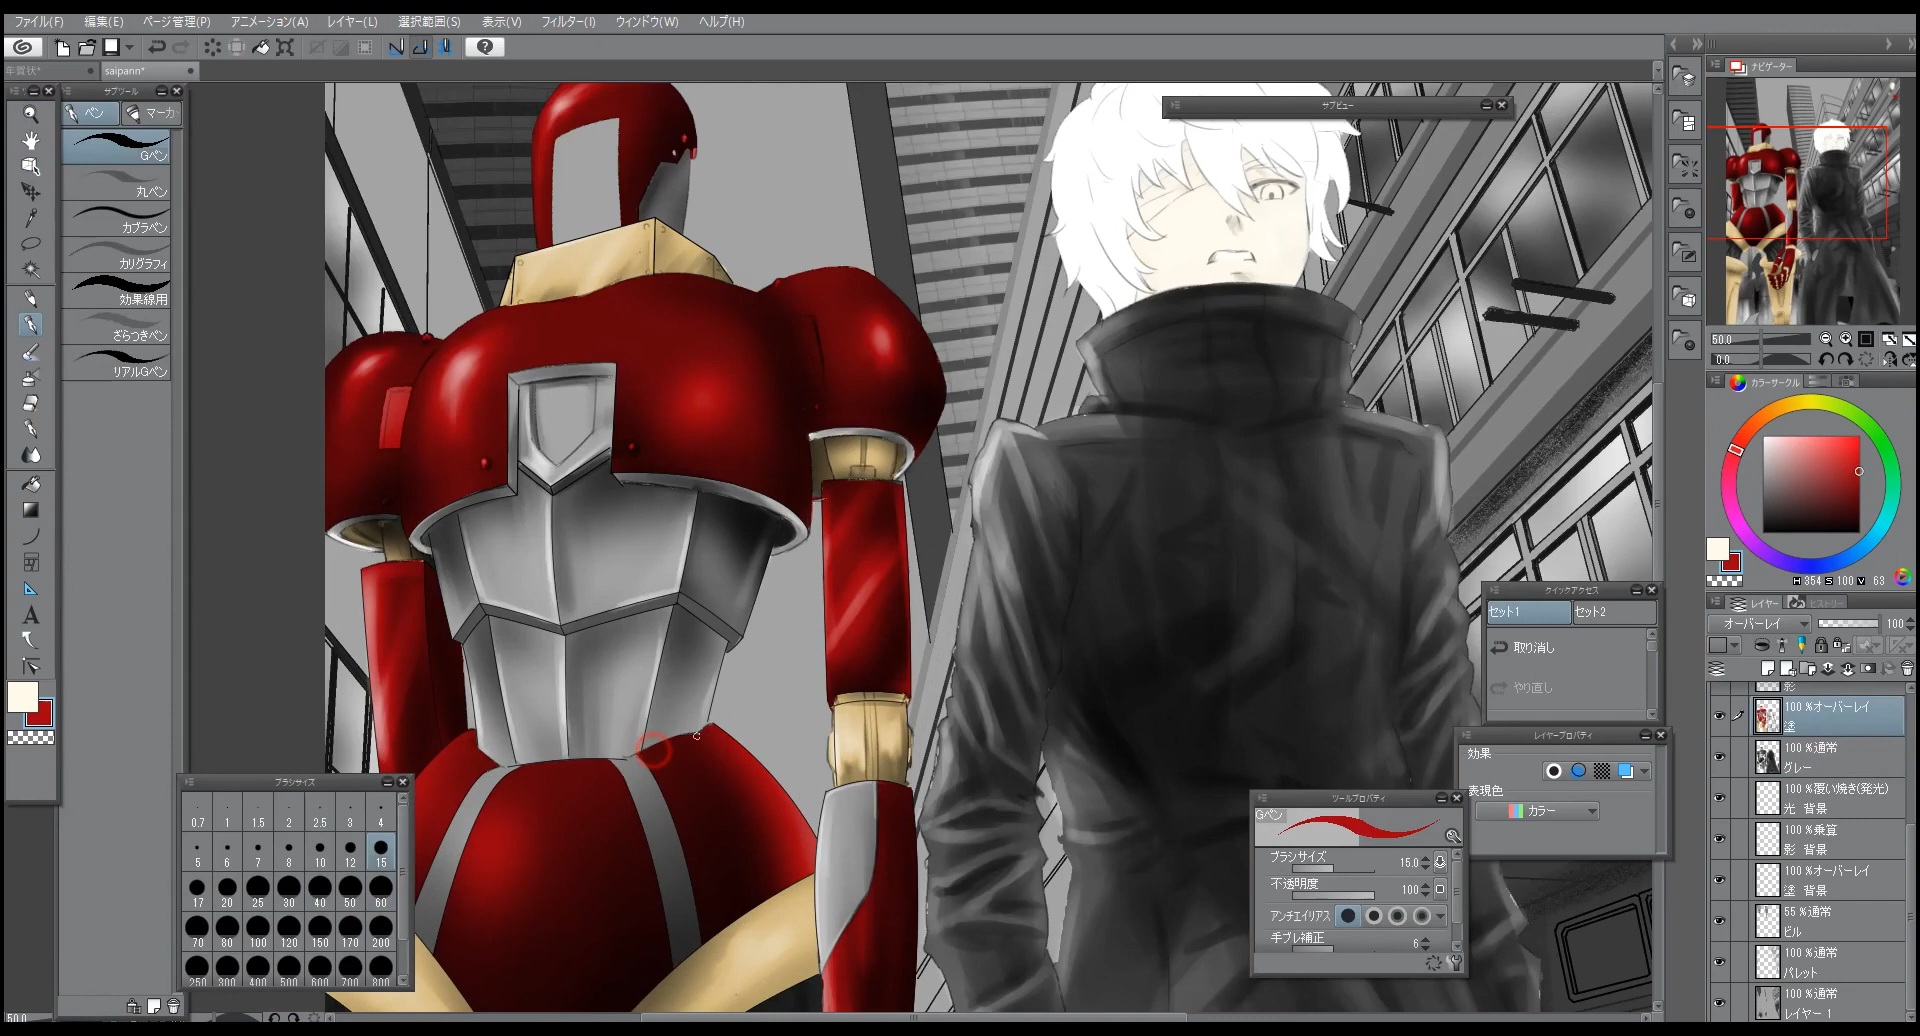 ファイル(F) 編集(E) ページ管理(P) アニメーション(A) レイヤー(L) 選択範囲(S) 表示(V) フィルター(I) ウィンドウ(W) ヘルプ(H)
年賀状*
saipann*
サブツール
ペン
マーカ
Gペン
丸ペン
カブラペン
カリグラフィ
効果線用
ざらつきペン
リアルGペン
サブビュー
ナビゲーター
50.0
0.0
カラーサークル
H 354 S 100 V 63
クイックアクセス
セット1
セット2
取り消し
やり直し
レイヤー
ヒストリー
オーバーレイ
100
影
100 %オーバーレイ
塗
100 %通常
グレー
100 %覆い焼き(発光)
光 背景
100 %乗算
影 背景
100 %オーバーレイ
塗 背景
55 %通常
ビル
100 %通常
パレット
100 %通常
レイヤー 1
レイヤープロパティ
効果
表現色
カラー
ツールプロパティ
Gペン
ブラシサイズ 15.0
不透明度 100
アンチエイリアス
手ブレ補正 6
ブラシサイズ
0.7 1 1.5 2 2.5 3 4
5 6 7 8 10 12 15
17 20 25 30 40 50 60
70 80 100 120 150 170 200
250 300 400 500 600 700 800
50.0